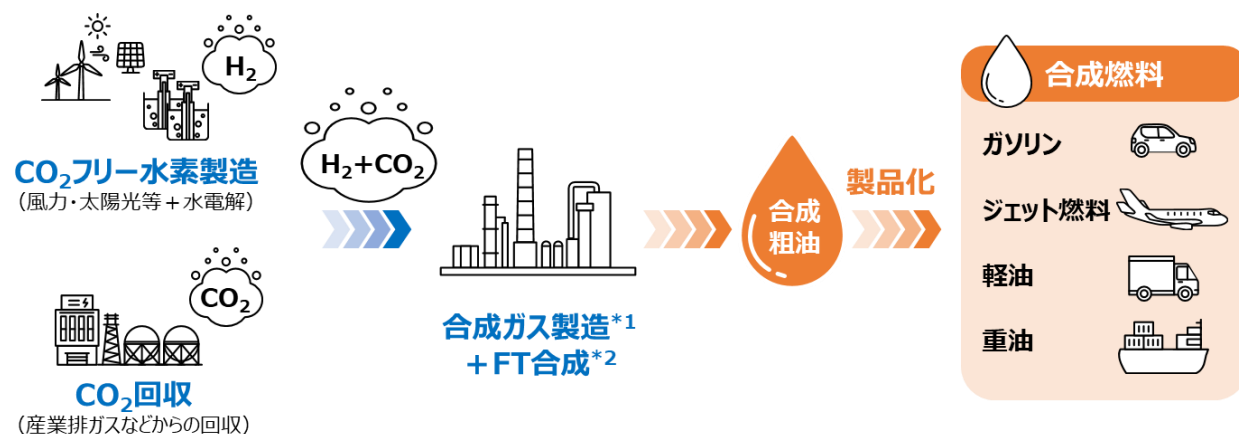 H₂
CO₂フリー水素製造
(風力・太陽光等+水電解)
CO₂
CO₂回収
(産業排ガスなどからの回収)
H₂+CO₂
合成ガス製造*1
+FT合成*2
合成
粗油
製品化
合成燃料
ガソリン
ジェット燃料
軽油
重油